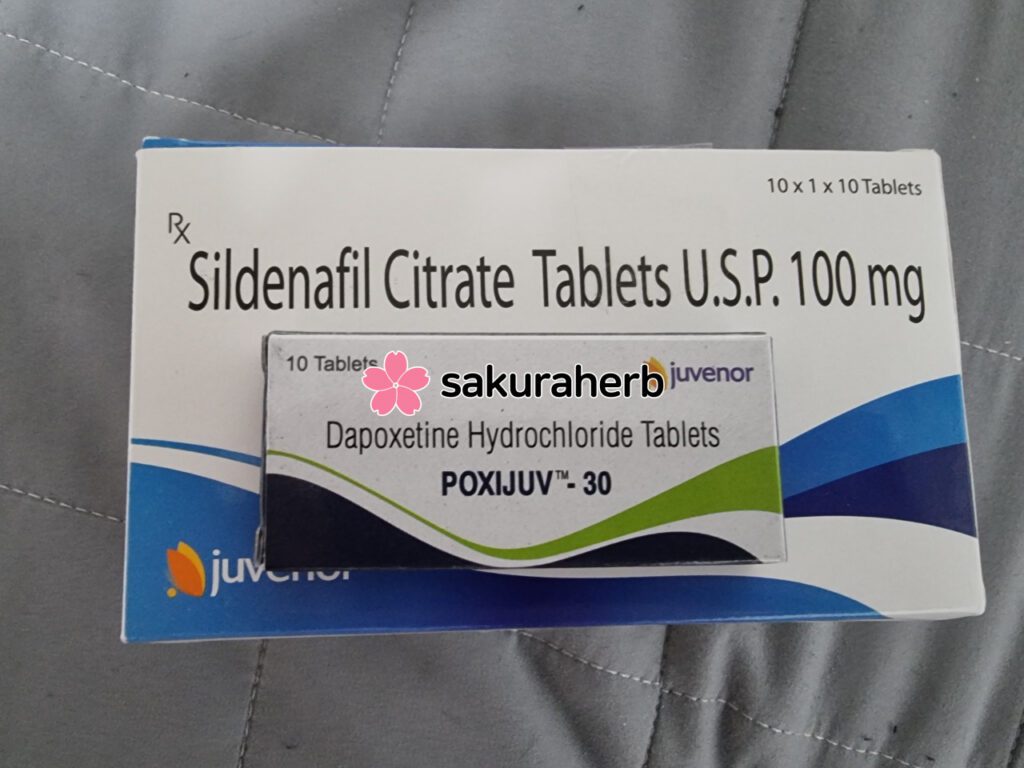 10 x 1 x 10 Tablets
Rx
Sildenafil Citrate Tablets U.S.P. 100 mg
10 Tablets
sakuraherb
juvenor
Dapoxetine Hydrochloride Tablets
POXIJUV™- 30
juvenor